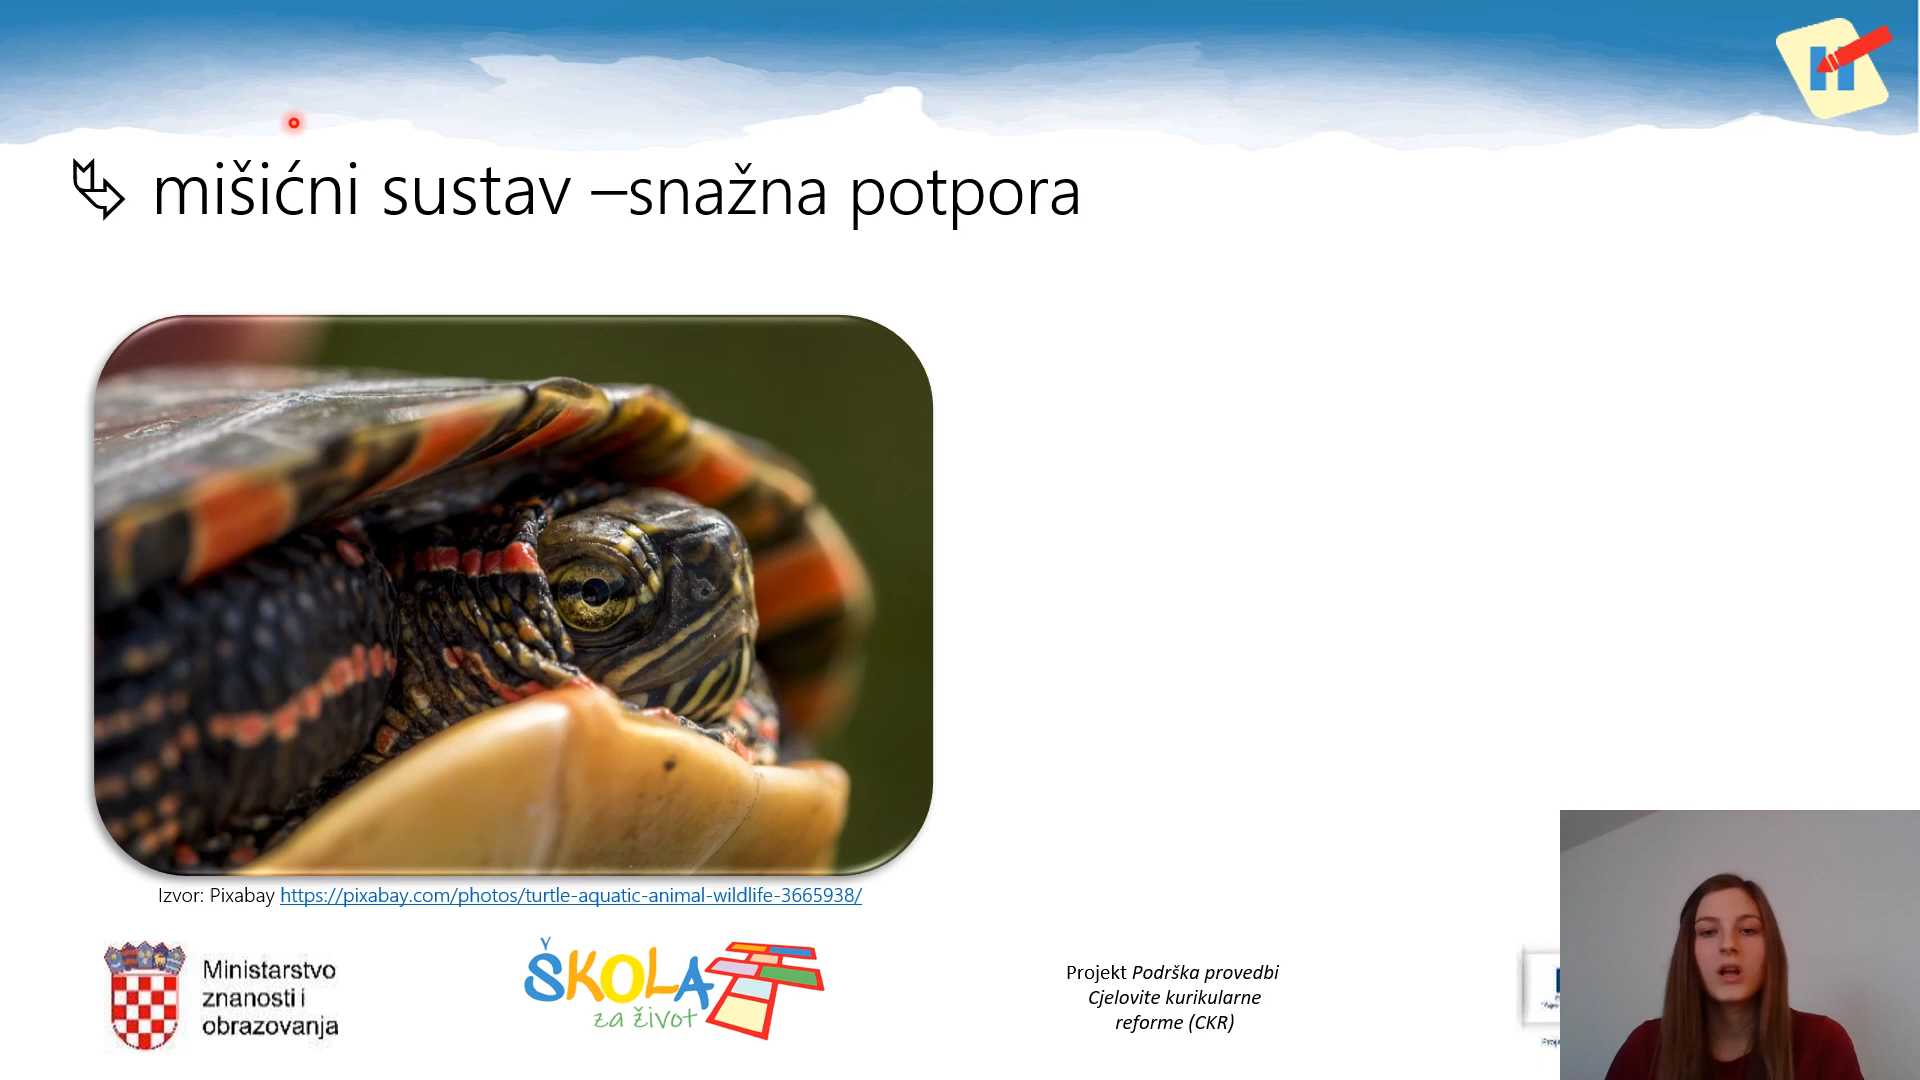 mišićni sustav –snažna potpora
Izvor: Pixabay https://pixabay.com/photos/turtle-aquatic-animal-wildlife-3665938/
Ministarstvo
znanosti i
obrazovanja
ŠKOLA
za život
Projekt Podrška provedbi
Cjelovite kurikularne
reforme (CKR)